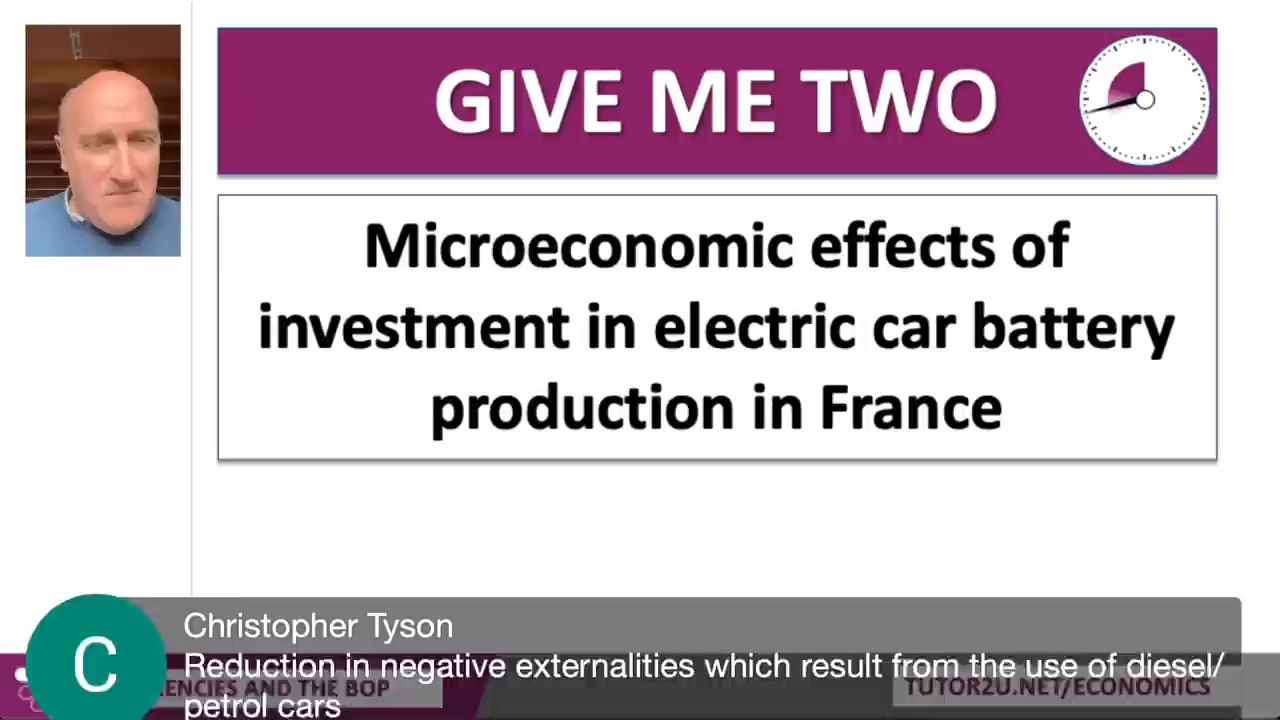 GIVE ME TWO
Microeconomic effects of
investment in electric car battery
production in France
C
Christopher Tyson
Reduction in negative externalities which result from the use of diesel/
petrol cars
AND THE BOP
TUTOR2U.NET/ECONOMICS